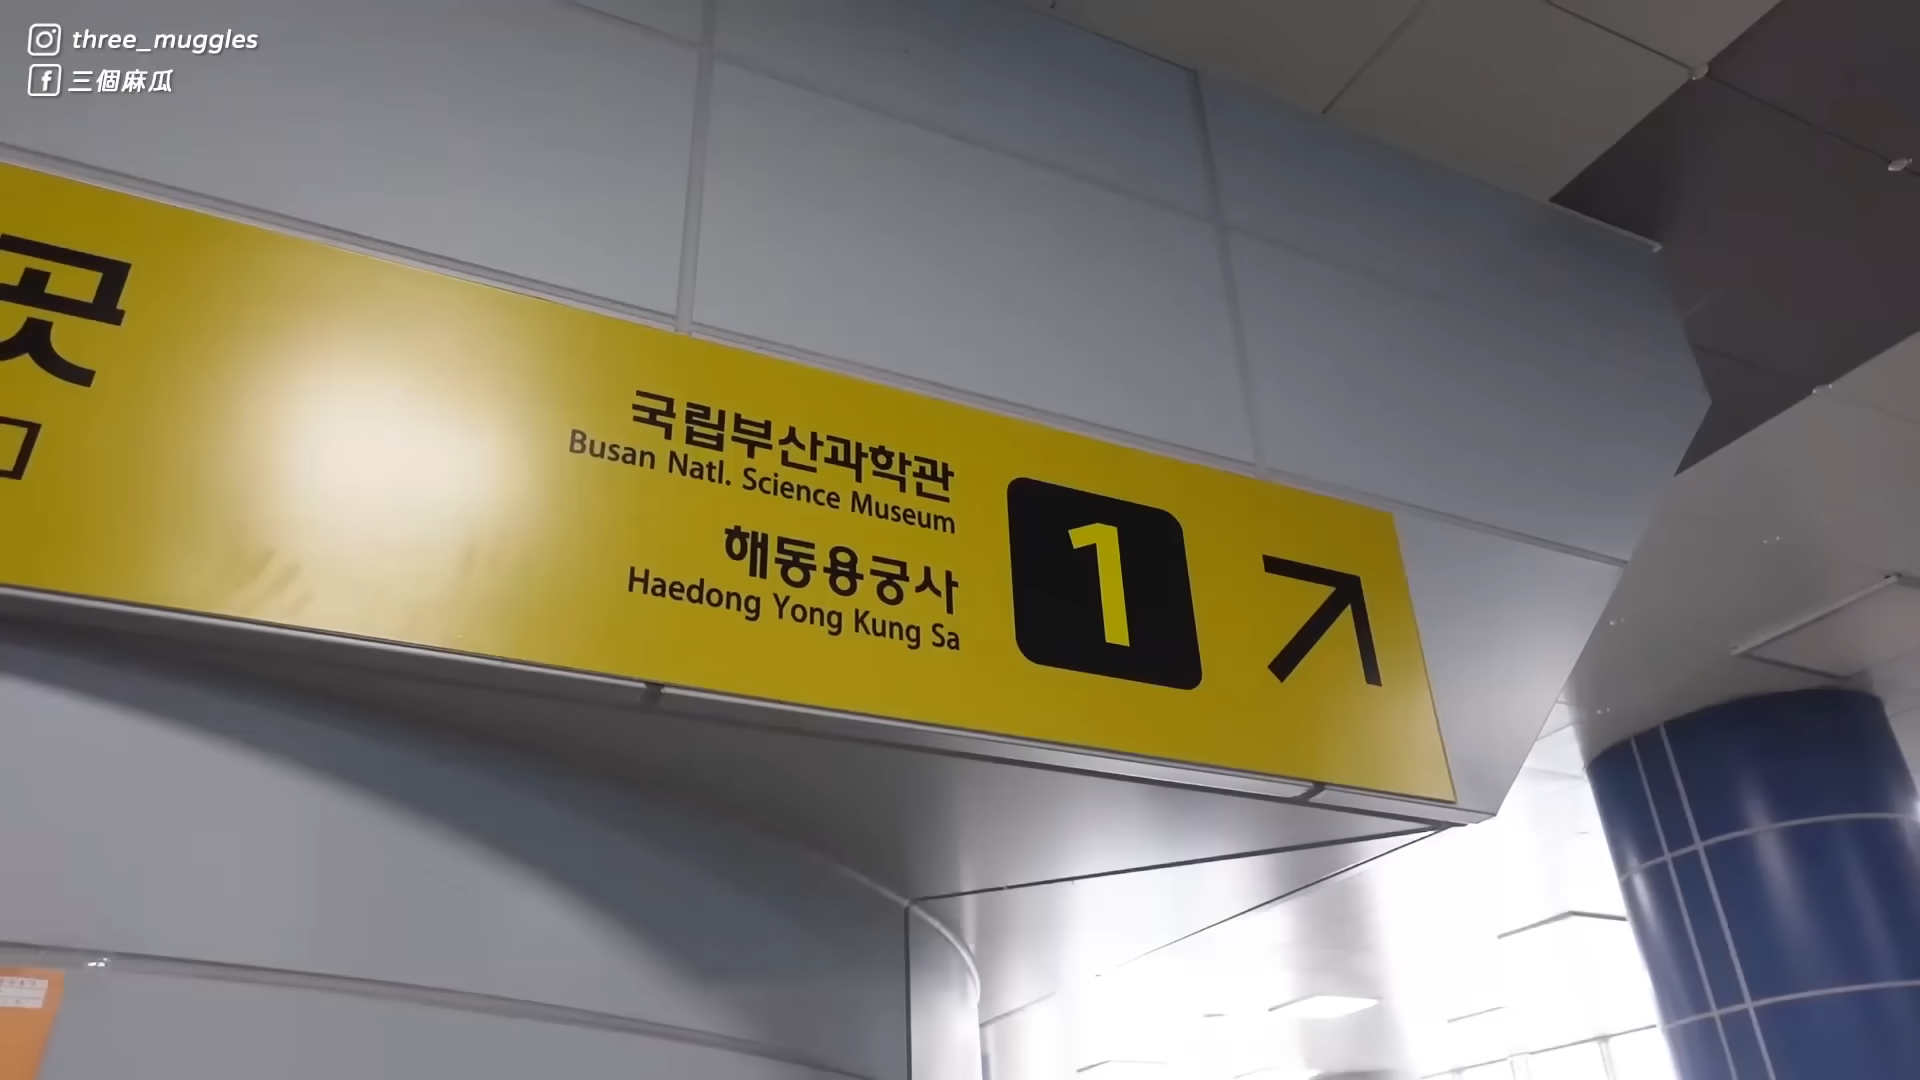 three_muggles
三個麻瓜
곳
국립부산과학관
Busan Natl. Science Museum
해동용궁사
Haedong Yong Kung Sa
1